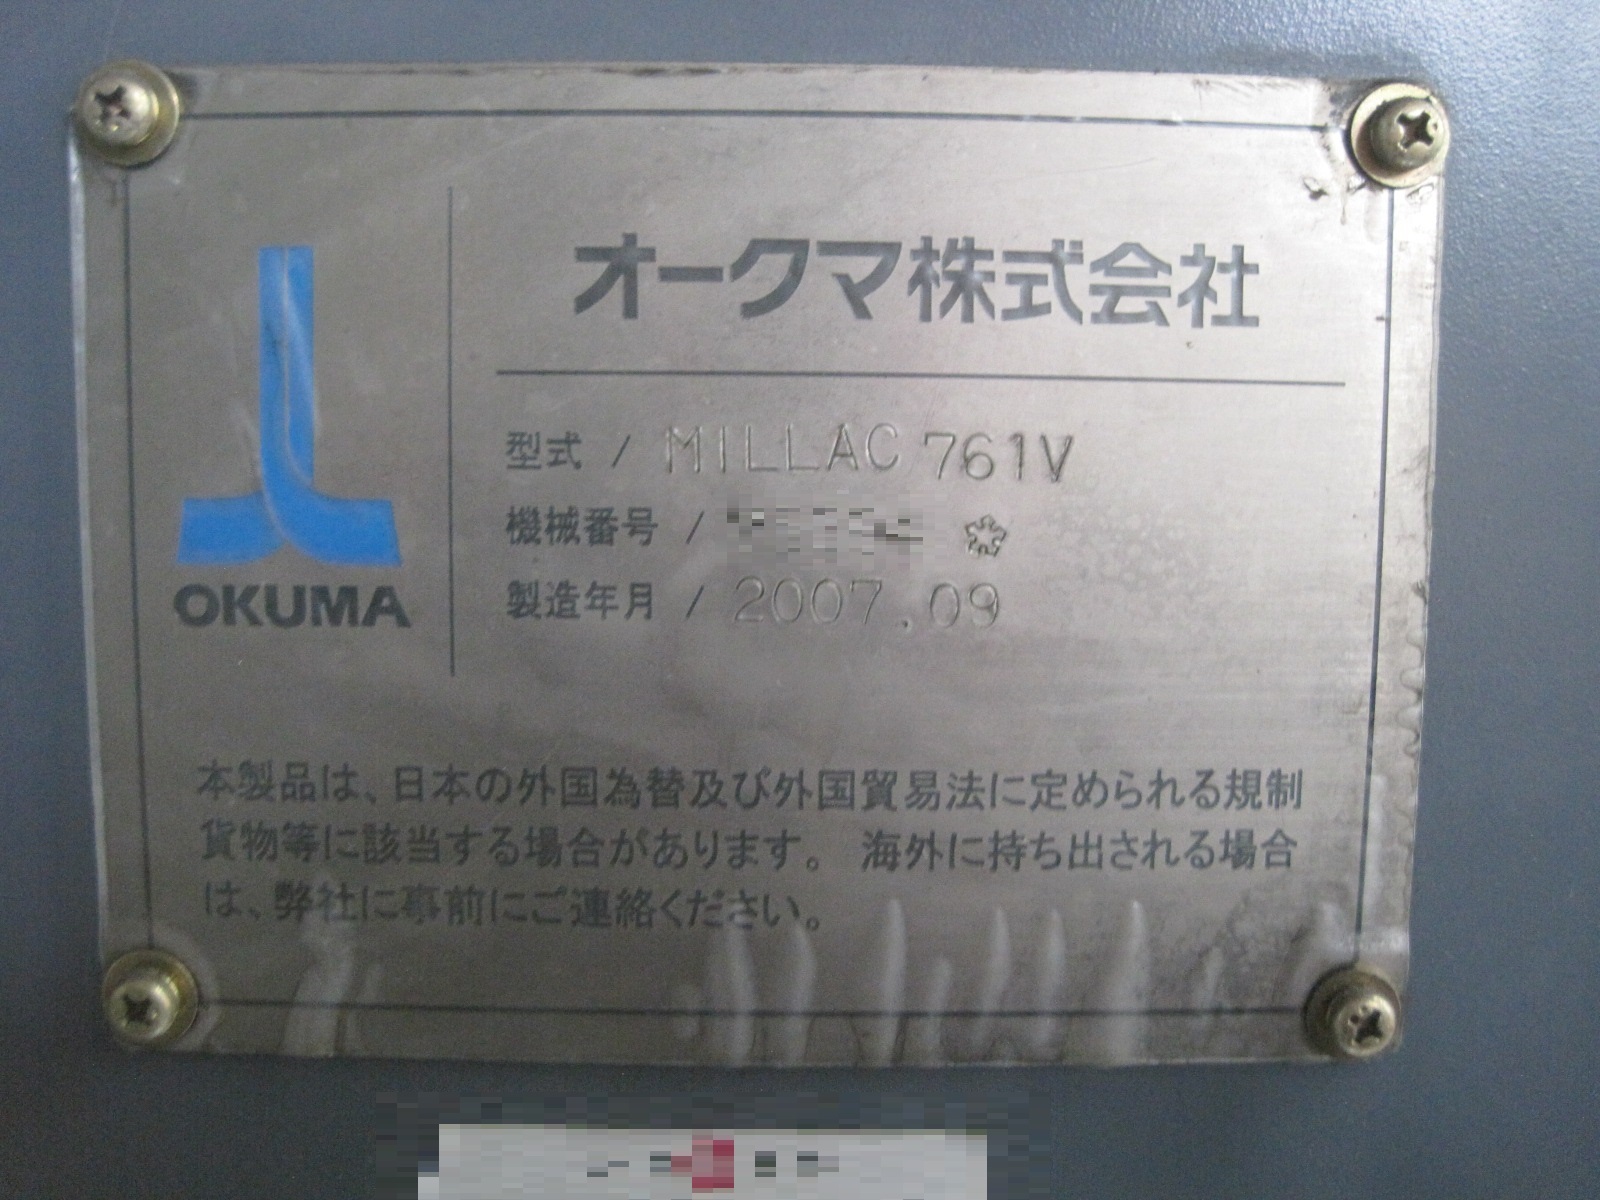 オークマ株式会社
OKUMA
型式 / MILLAC 761V
機械番号 /
製造年月 / 2007.09
本製品は、日本の外国為替及び外国貿易法に定められる規制
貨物等に該当する場合があります。 海外に持ち出される場合
は、弊社に事前にご連絡ください。